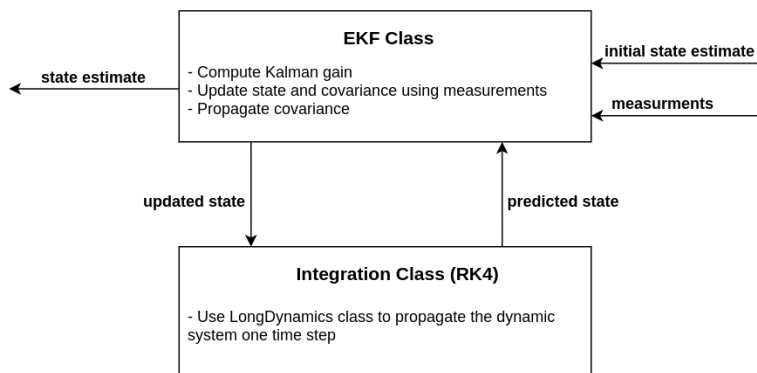 EKF Class
initial state estimate
state estimate
- Compute Kalman gain
- Update state and covariance using measurements
- Propagate covariance
measurments
updated state
predicted state
Integration Class (RK4)
- Use LongDynamics class to propagate the dynamic
system one time step